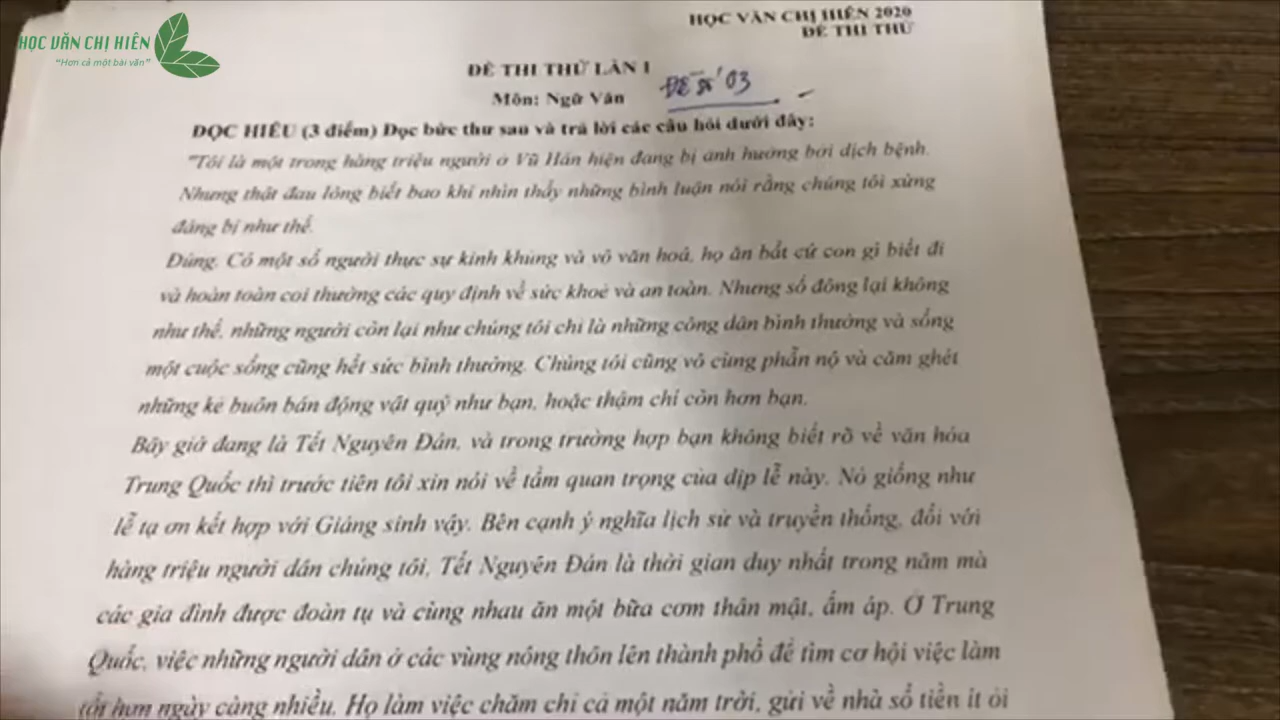 HỌC VĂN CHỊ HIÊN
"Hơn cả một bài văn"
HỌC VĂN CHỊ HIÊN 2020
ĐỀ THI THỬ
ĐỀ THI THỬ LẦN I
Đề số 03
Môn: Ngữ Văn
ĐỌC HIỂU (3 điểm) Đọc bức thư sau và trả lời các câu hỏi dưới đây:
"Tôi là một trong hàng triệu người ở Vũ Hán hiện đang bị ảnh hưởng bởi dịch bệnh.
Nhưng thật đau lòng biết bao khi nhìn thấy những bình luận nói rằng chúng tôi xứng
đáng bị như thế.
Đúng. Có một số người thực sự kinh khủng và vô văn hoá, họ ăn bất cứ con gì biết đi
và hoàn toàn coi thường các quy định về sức khoẻ và an toàn. Nhưng số đông lại không
như thế, những người còn lại như chúng tôi chỉ là những công dân bình thường và sống
một cuộc sống cũng hết sức bình thường. Chúng tôi cũng vô cùng phẫn nộ và căm ghét
những kẻ buôn bán động vật quý như bạn, hoặc thậm chí còn hơn bạn.
Bây giờ đang là Tết Nguyên Đán, và trong trường hợp bạn không biết rõ về văn hóa
Trung Quốc thì trước tiên tôi xin nói về tầm quan trọng của dịp lễ này. Nó giống như
lễ tạ ơn kết hợp với Giáng sinh vậy. Bên cạnh ý nghĩa lịch sử và truyền thống, đối với
hàng triệu người dân chúng tôi, Tết Nguyên Đán là thời gian duy nhất trong năm mà
các gia đình được đoàn tụ và cùng nhau ăn một bữa cơm thân mật, ấm áp. Ở Trung
Quốc, việc những người dân ở các vùng nông thôn lên thành phố để tìm cơ hội việc làm
tốt hơn ngày càng nhiều. Họ làm việc chăm chỉ cả một năm trời, gửi về nhà số tiền ít ỏi